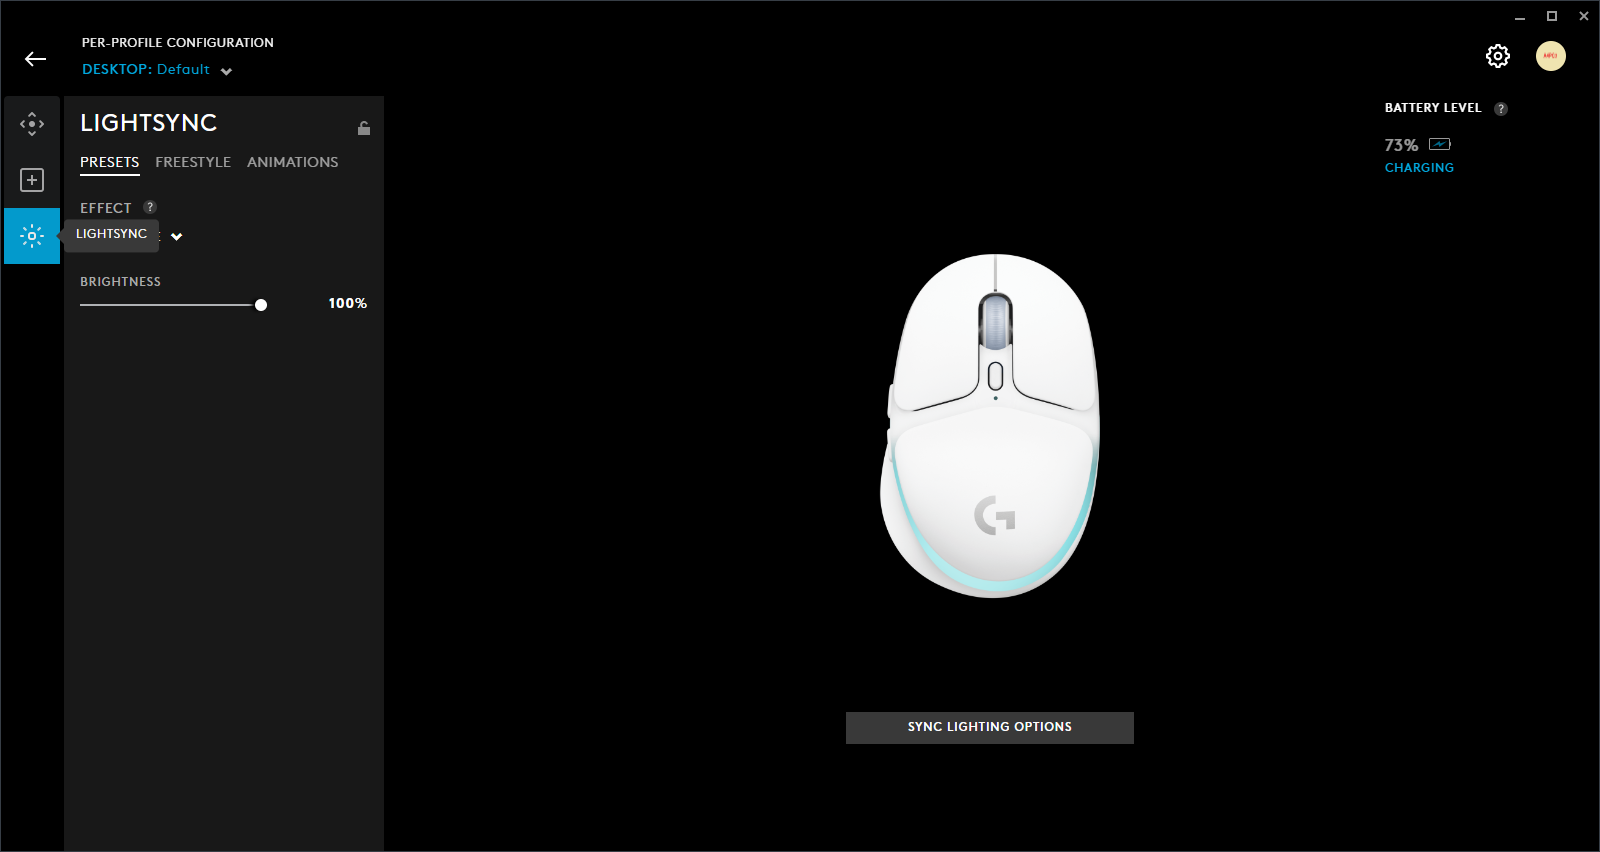 PER-PROFILE CONFIGURATION
DESKTOP: Default
LIGHTSYNC
PRESETS FREESTYLE ANIMATIONS
EFFECT ?
LIGHTSYNC
BRIGHTNESS
100%
BATTERY LEVEL ?
73%
CHARGING
G
SYNC LIGHTING OPTIONS